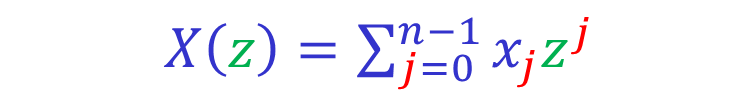 X(z) = ∑_{j=0}^{n−1} x_j z^j